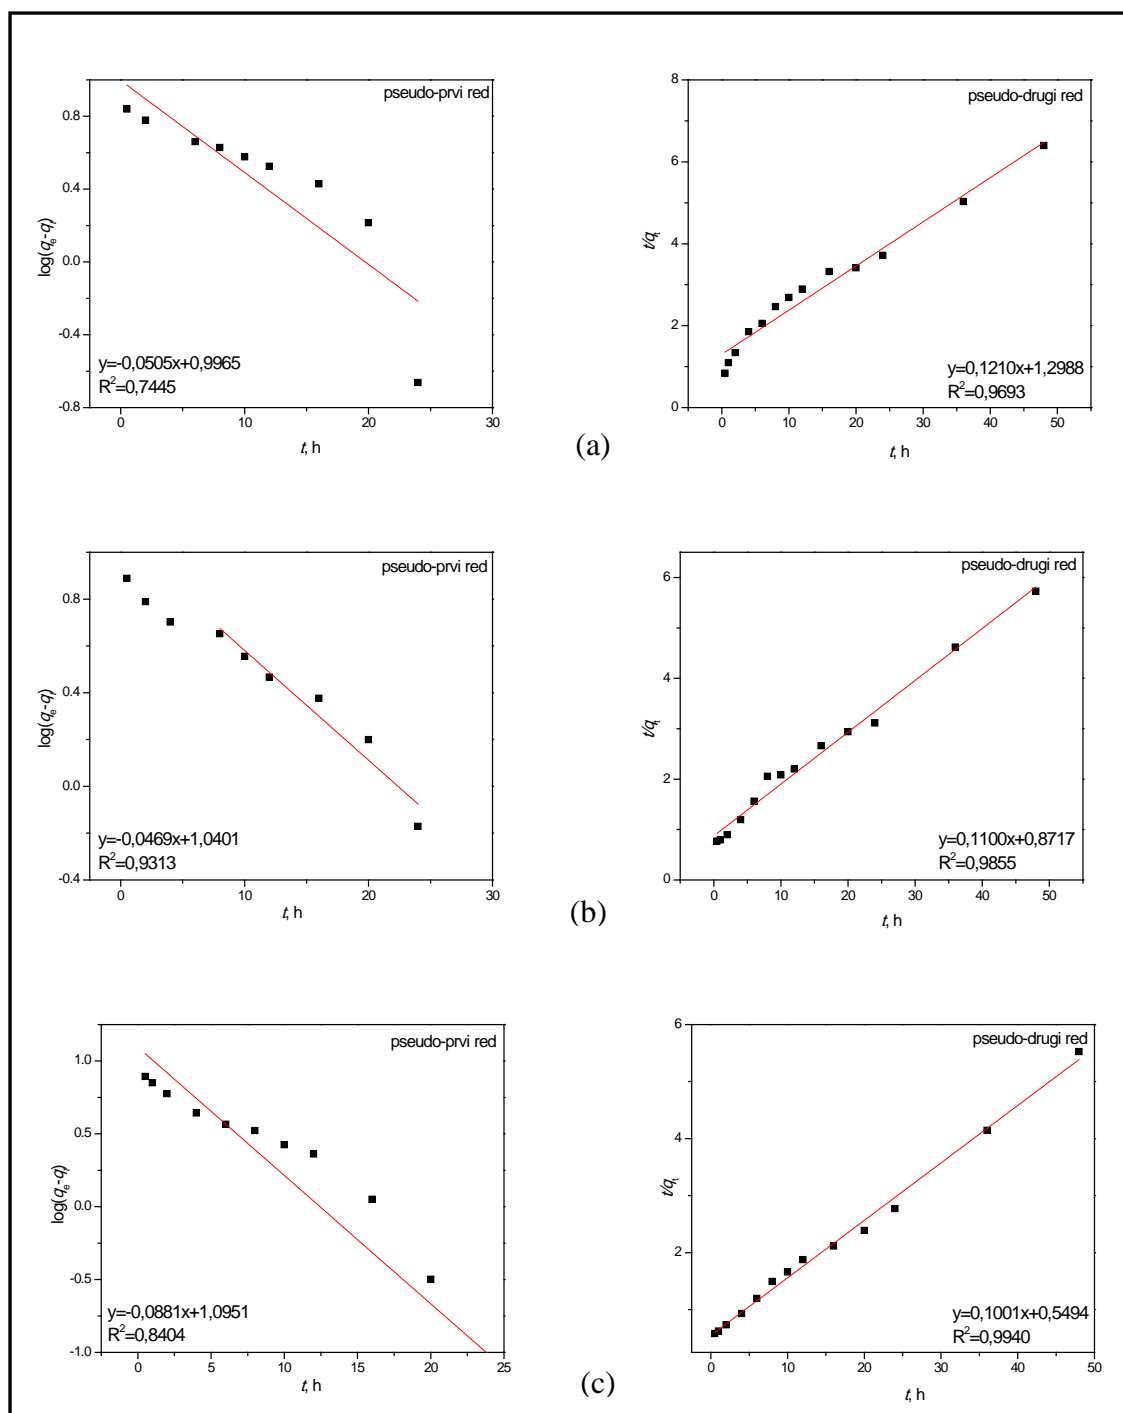 pseudo-prvi red
0.8
0.4
0.0
-0.4
-0.8
log(qe-qt)
y=-0,0505x+0,9965
R2=0,7445
0 10 20 30
t, h
pseudo-drugi red
8
6
4
2
0
t/qt
y=0,1210x+1,2988
R2=0,9693
0 10 20 30 40 50
t, h
(a)
pseudo-prvi red
0.8
0.4
0.0
-0.4
log(qe-qt)
y=-0,0469x+1,0401
R2=0,9313
0 10 20 30
t, h
pseudo-drugi red
6
4
2
0
t/qt
y=0,1100x+0,8717
R2=0,9855
0 10 20 30 40 50
t, h
(b)
pseudo-prvi red
1.0
0.5
0.0
-0.5
-1.0
log(qe-qt)
y=-0,0881x+1,0951
R2=0,8404
0 5 10 15 20 25
t, h
pseudo-drugi red
6
4
2
t/qt
y=0,1001x+0,5494
R2=0,9940
0 10 20 30 40 50
t, h
(c)